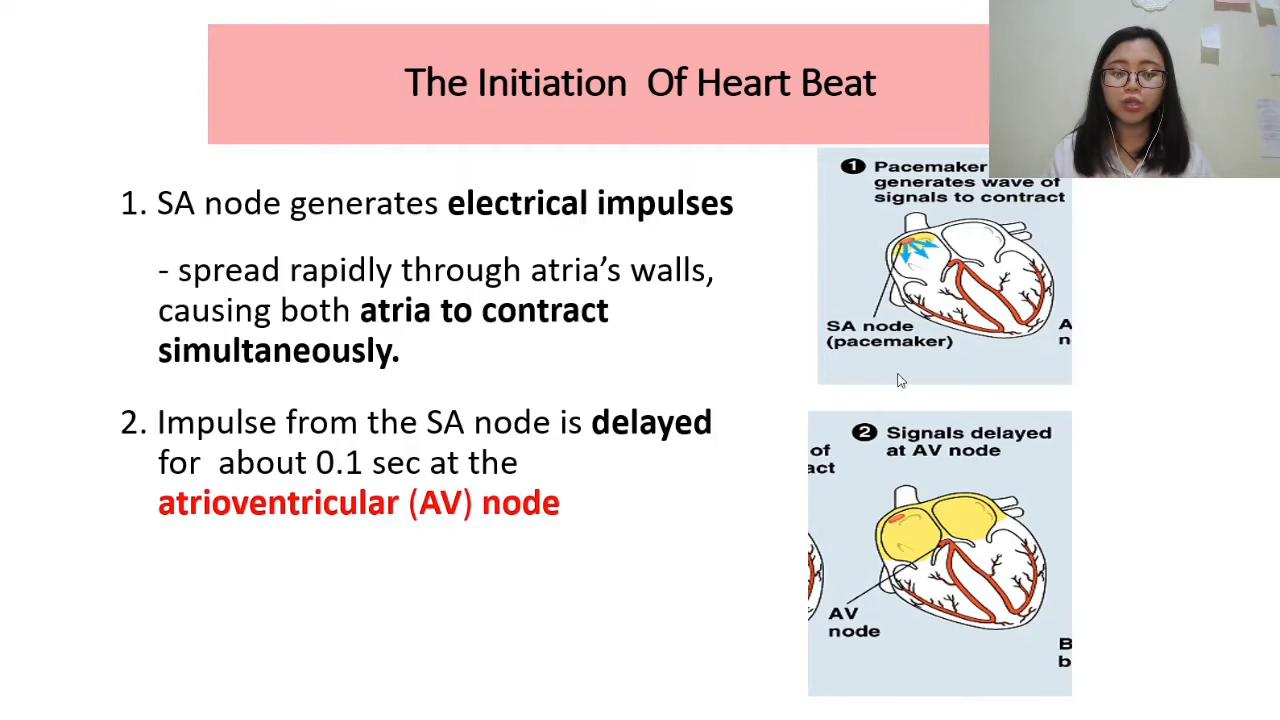 The Initiation Of Heart Beat
1. SA node generates electrical impulses
- spread rapidly through atria’s walls,
causing both atria to contract
simultaneously.
2. Impulse from the SA node is delayed
for about 0.1 sec at the
atrioventricular (AV) node
1 Pacemaker
generates wave of
signals to contract
SA node
(pacemaker)
A
n
2 Signals delayed
at AV node
of
act
AV
node
B
b